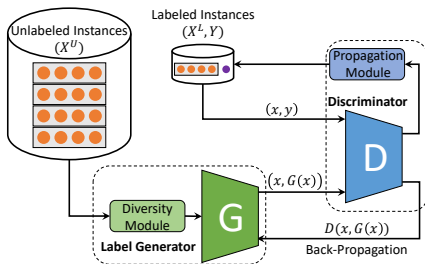 Unlabeled Instances
(X^U)
Labeled Instances
(X^L, Y)
Propagation
Module
Discriminator
(x, y)
D
(x, G(x))
Diversity
Module
G
Label Generator
D(x, G(x))
Back-Propagation